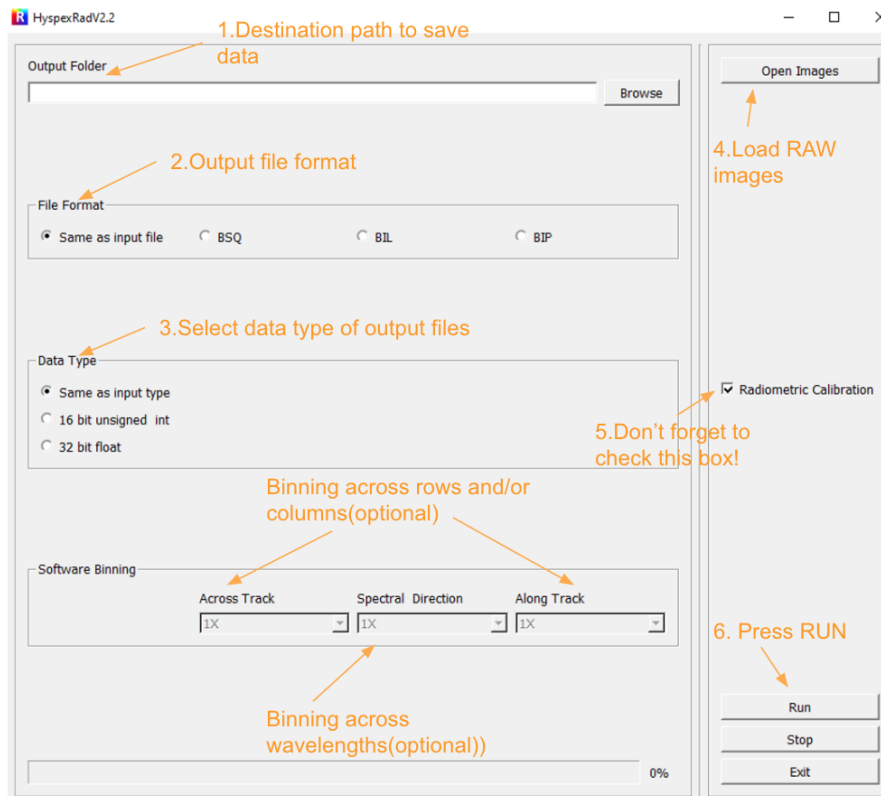 HyspexRadV2.2
1.Destination path to save
data
Output Folder
Browse
Open Images
2.Output file format
4.Load RAW
images
File Format
Same as input file
BSQ
BIL
BIP
3.Select data type of output files
Data Type
Same as input type
16 bit unsigned  int
32 bit float
Radiometric Calibration
5.Don't forget to
check this box!
Binning across rows and/or
columns(optional)
Software Binning
Across Track
Spectral  Direction
Along Track
1X
1X
1X
6. Press RUN
Binning across
wavelengths(optional))
Run
Stop
Exit
0%